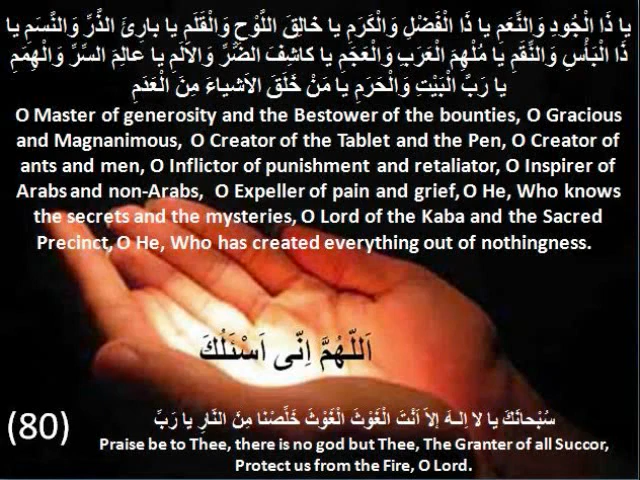 يا ذَا الْجُودِ وَالنِّعَمِ يا ذَا الْفَضْلِ وَالْكَرَمِ يا خالِقَ اللَّوْحِ وَالْقَلَمِ يا بارِئَ الذَّرِّ وَالنَّسَمِ يا
ذَا الْبَأْسِ وَالنِّقَمِ يَا مُلْهِمَ الْعَرَبِ وَالْعَجَمِ يا كاشِفَ الضُّرِّ وَالاَلَمِ يا عالِمَ السِّرِّ وَالْهِمَمِ
يا رَبَّ الْبَيْتِ وَالْحَرَمِ يا مَنْ خَلَقَ الاَشياءَ مِنَ الْعَدَمِ
O Master of generosity and the Bestower of the bounties, O Gracious
and Magnanimous, O Creator of the Tablet and the Pen, O Creator of
ants and men, O Inflictor of punishment and retaliator, O Inspirer of
Arabs and non-Arabs, O Expeller of pain and grief, O He, Who knows
the secrets and the mysteries, O Lord of the Kaba and the Sacred
Precinct, O He, Who has created everything out of nothingness.
اَللّهُمَّ اِنّى اَسْئَلُكَ
سُبْحانَكَ يا لا اِلـهَ إلاّ اَنْتَ الْغَوْثَ الْغَوْثَ خَلِّصْنا مِنَ النّارِ يا رَبِّ
(80)
Praise be to Thee, there is no god but Thee, The Granter of all Succor,
Protect us from the Fire, O Lord.